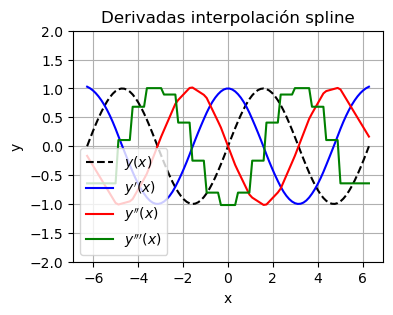 Derivadas interpolación spline
2.0
1.5
1.0
0.5
0.0
−0.5
−1.0
−1.5
−2.0
y
y(x)
y′(x)
y″(x)
y‴(x)
−6 −4 −2 0 2 4 6
x